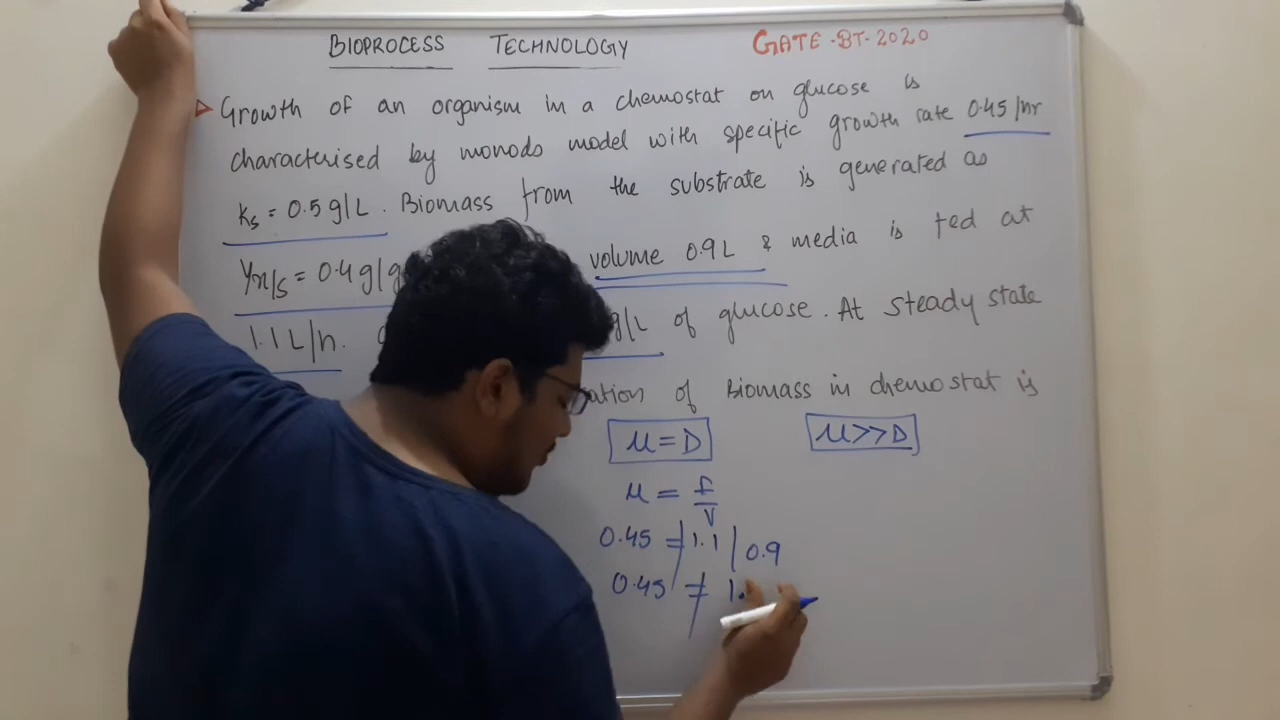 BIOPROCESS TECHNOLOGY GATE-BT-2020
Growth of an organism in a chemostat on glucose is
characterised by monods model with specific growth rate 0.45/hr
Ks = 0.5 g/L. Biomass from the substrate is generated as
Yx/s = 0.4 g/g volume 0.9 L & media is fed at
1.1 L/h. g/L of glucose. At steady state
ation of Biomass in chemostat is
μ = D μ>>D
μ = f/V
0.45 ≠ 1.1 / 0.9
0.45 ≠ 1.